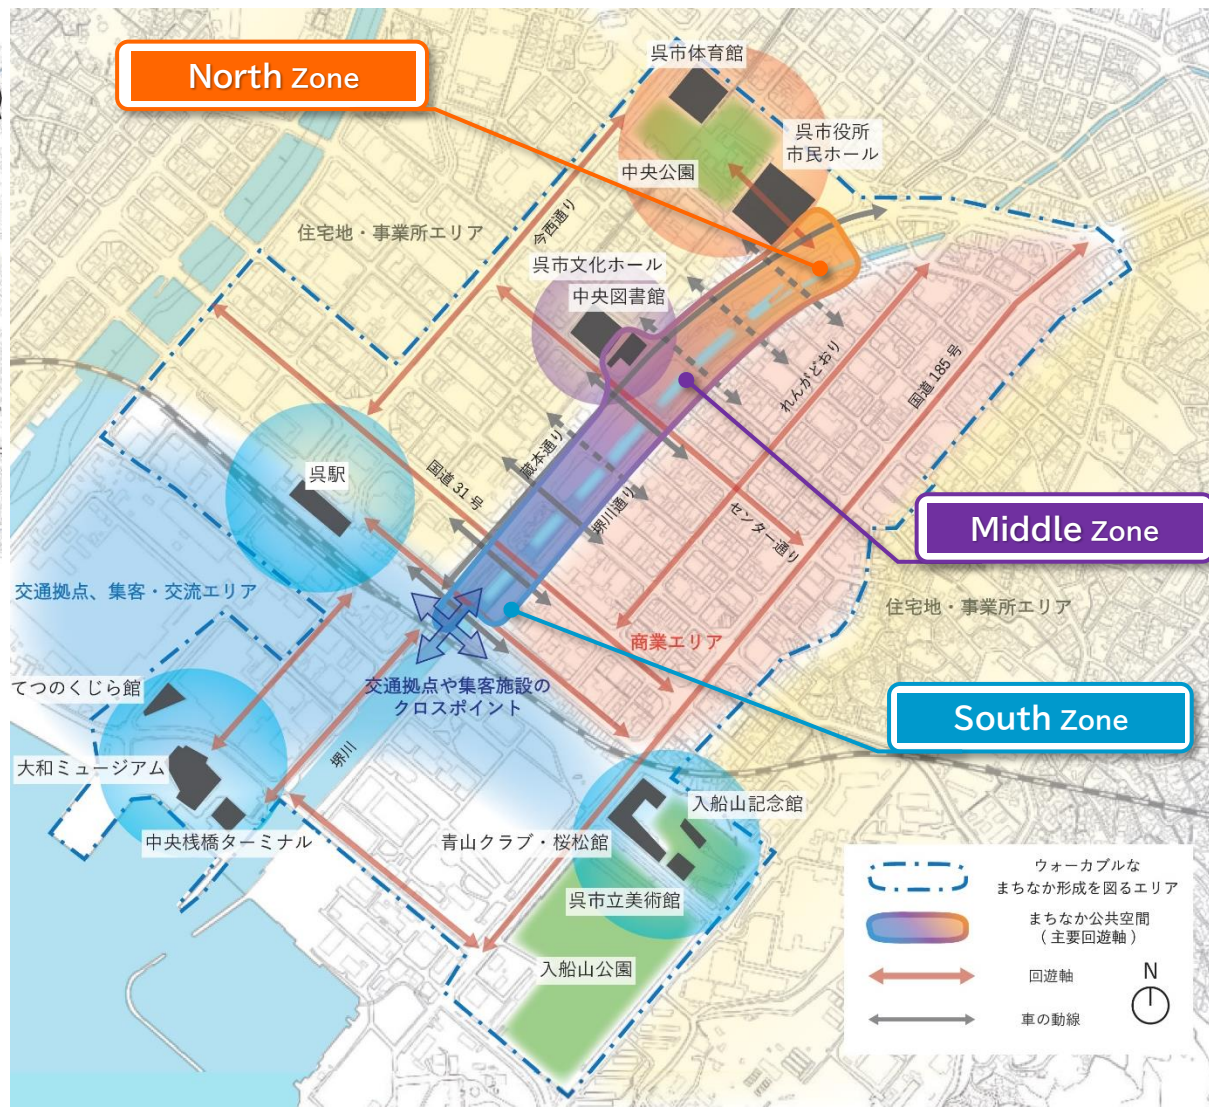 North Zone
呉市体育館
呉市役所
市民ホール
中央公園
今西通り
住宅地・事業所エリア
呉市文化ホール
中央図書館
れんがどおり
国道185号
蔵本通り
堺川通り
国道31号
呉駅
センター通り
Middle Zone
交通拠点、集客・交流エリア
住宅地・事業所エリア
商業エリア
てつのくじら館
交通拠点や集客施設の
クロスポイント
South Zone
堺川
大和ミュージアム
中央桟橋ターミナル
入船山記念館
青山クラブ・桜松館
呉市立美術館
入船山公園
ウォーカブルな
まちなか形成を図るエリア
まちなか公共空間
(主要回遊軸)
回遊軸
車の動線
N